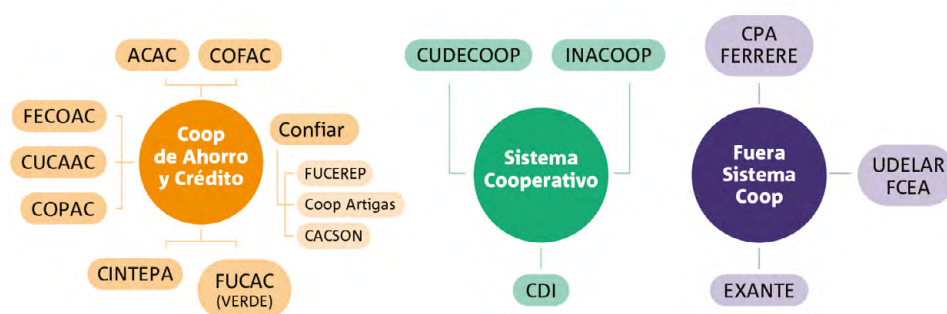 ACAC
COFAC
FECOAC
CUCAAC
COPAC
Coop
de Ahorro
y Crédito
Confiar
FUCEREP
Coop Artigas
CACSON
CINTEPA
FUCAC
(VERDE)
CUDECOOP
INACOOP
Sistema
Cooperativo
CDI
CPA
FERRERE
Fuera
Sistema
Coop
UDELAR
FCEA
EXANTE